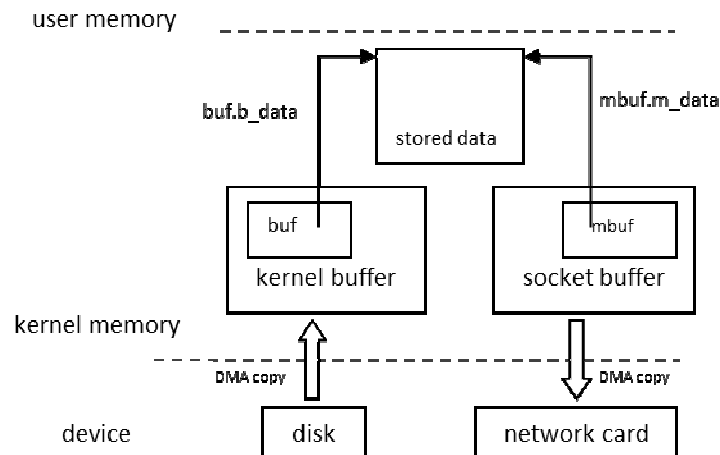 user memory
buf.b_data
mbuf.m_data
stored data
buf
mbuf
kernel buffer
socket buffer
kernel memory
DMA copy
DMA copy
device
disk
network card